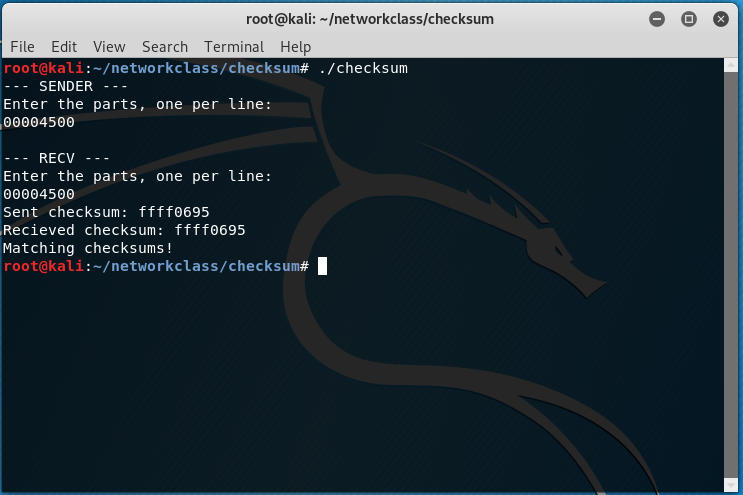 root@kali: ~/networkclass/checksum
File Edit View Search Terminal Help
root@kali:~/networkclass/checksum# ./checksum
--- SENDER ---
Enter the parts, one per line:
00004500
--- RECV ---
Enter the parts, one per line:
00004500
Sent checksum: ffff0695
Recieved checksum: ffff0695
Matching checksums!
root@kali:~/networkclass/checksum#